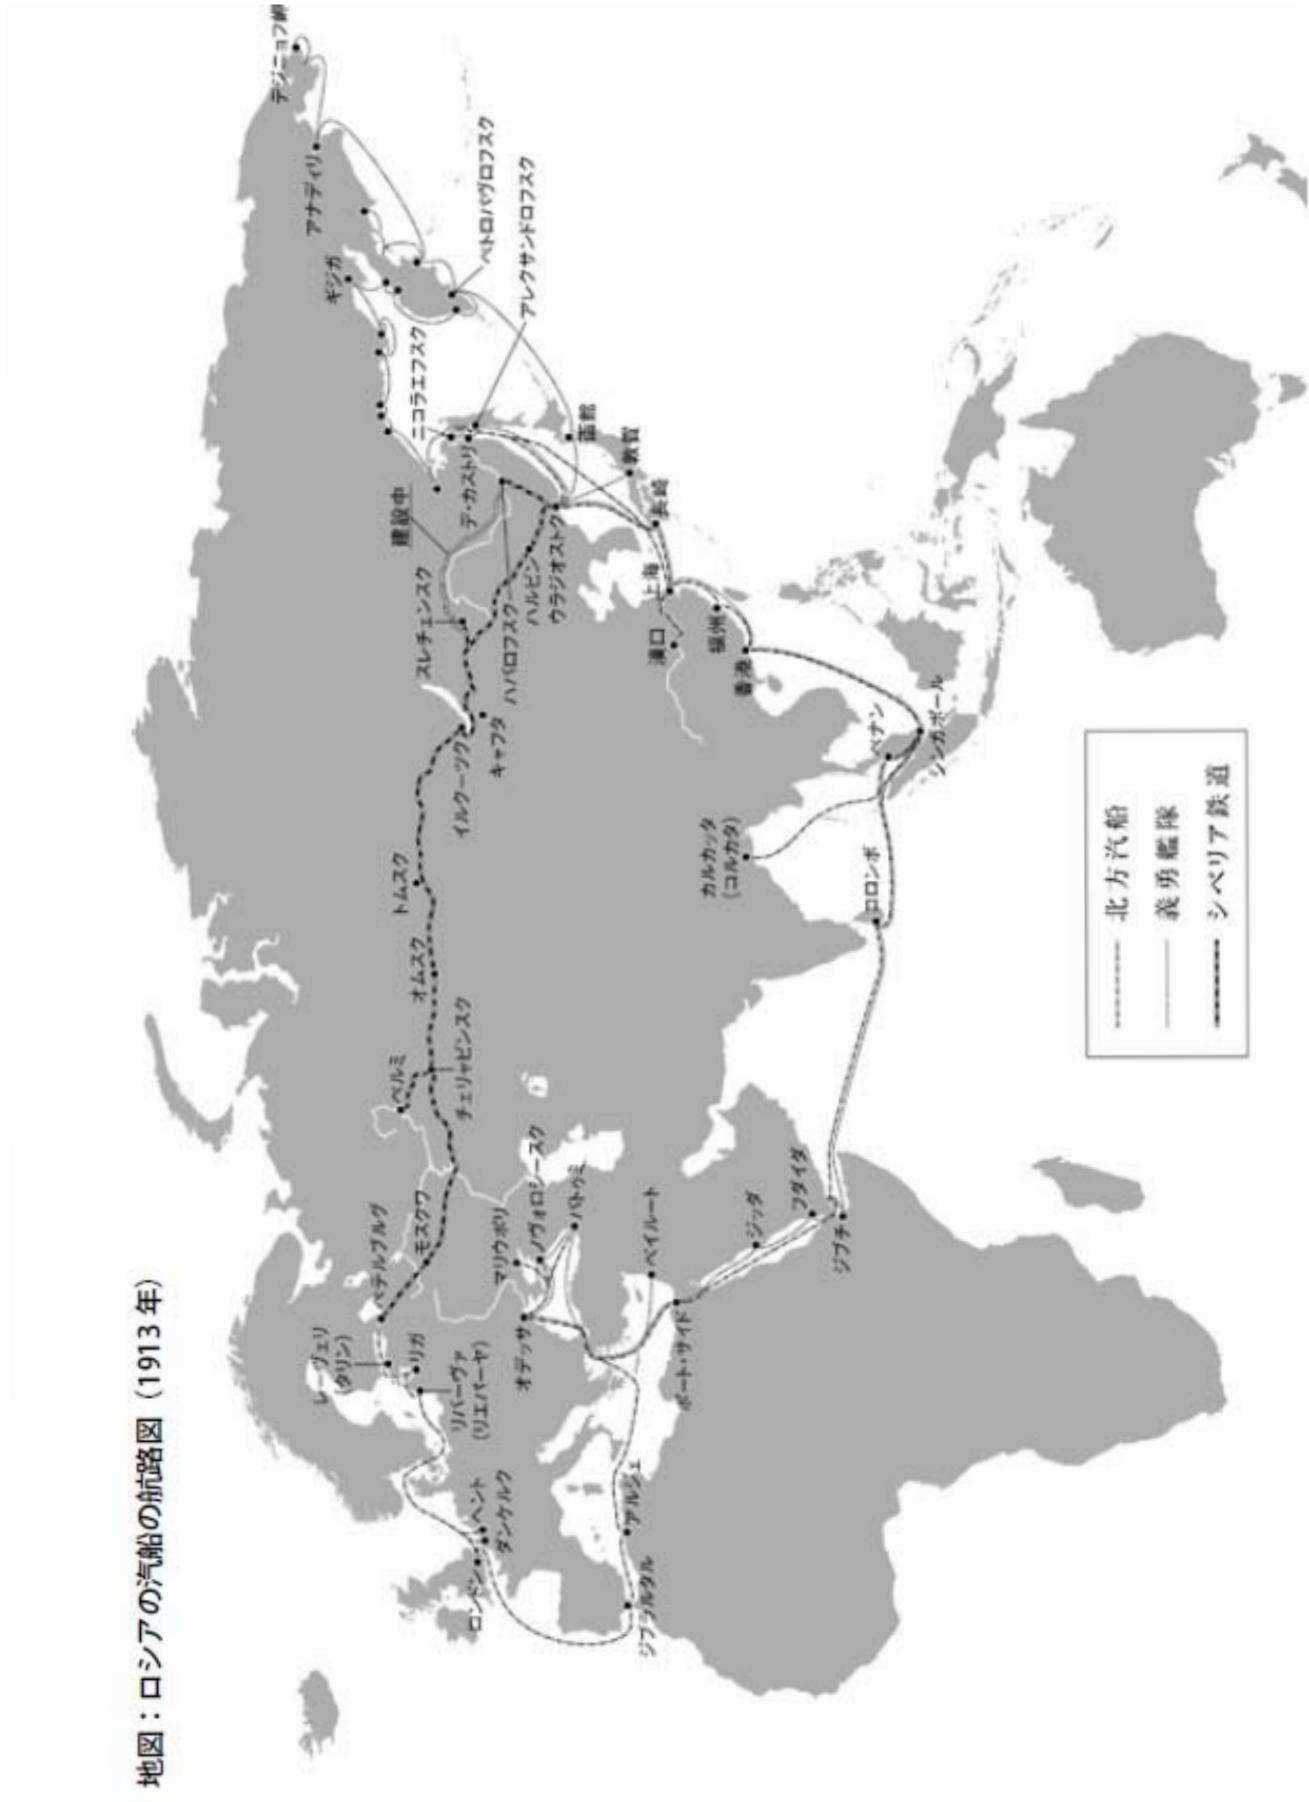 地図：ロシアの汽船の航路図（1913 年）
レーヴェリ
(タリン)
ペテルブルグ
リガ
リバーヴァ
(リエパーヤ)
ロンドン
ヘント
ダンケルク
ジブラルタル
アルジェ
モスクワ
ペルミ
チェリャビンスク
オムスク
トムスク
イルクーツク
キャフタ
スレチェンスク
建設中
ハバロフスク
ハルビン
ウラジオストク
デ・カストリ
ニコラエフスク
アレクサンドロフスク
ペトロパヴロフスク
ギジガ
アナディリ
デジニョフ岬
函館
敦賀
長崎
上海
漢口
福州
香港
オデッサ
マリウポリ
ノヴォロシースク
バトゥミ
ベイルート
ポート・サイド
ジッダ
フダイダ
ジブチ
コロンボ
カルカッタ
(コルカタ)
ペナン
シンガポール
北方汽船
義勇艦隊
シベリア鉄道